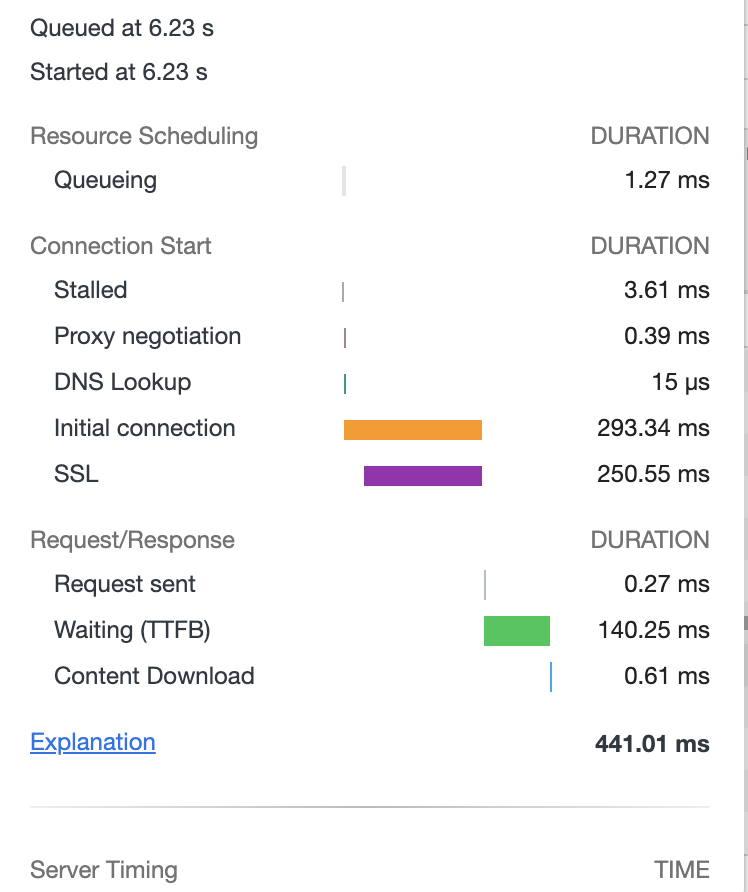 Queued at 6.23 s
Started at 6.23 s
Resource Scheduling DURATION
Queueing 1.27 ms
Connection Start DURATION
Stalled 3.61 ms
Proxy negotiation 0.39 ms
DNS Lookup 15 µs
Initial connection 293.34 ms
SSL 250.55 ms
Request/Response DURATION
Request sent 0.27 ms
Waiting (TTFB) 140.25 ms
Content Download 0.61 ms
Explanation 441.01 ms
Server Timing TIME